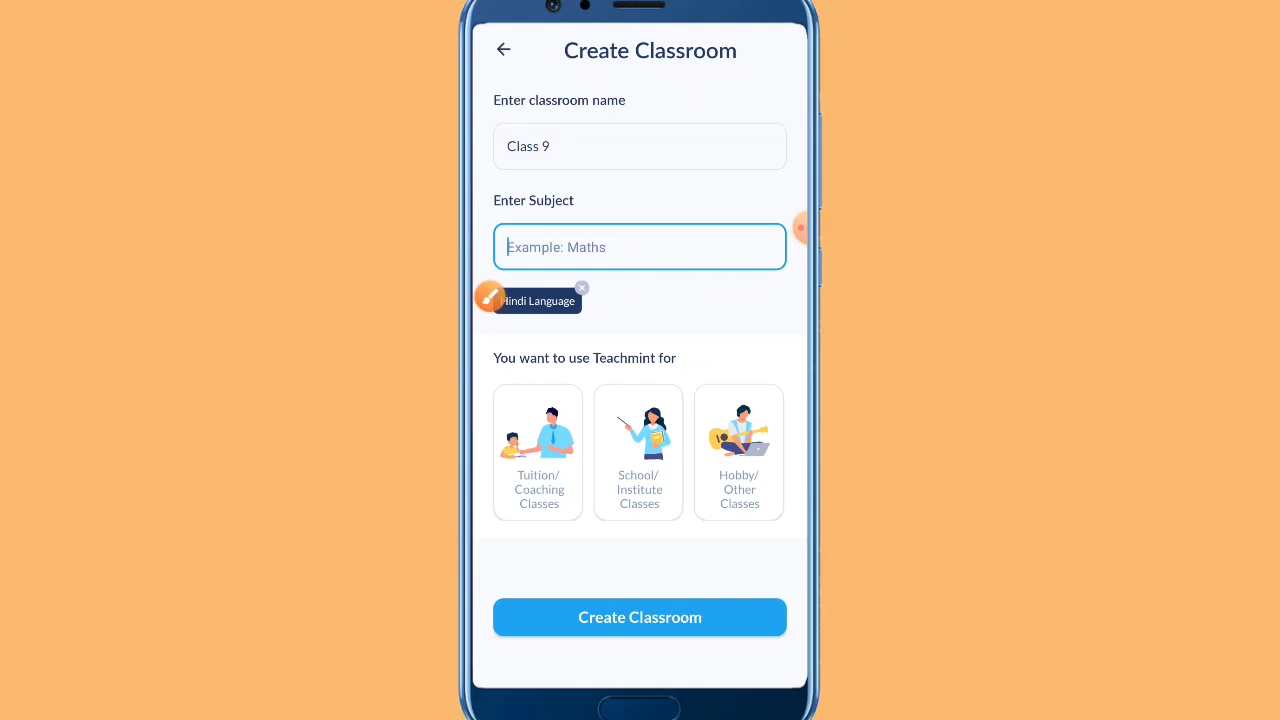 Create Classroom
Enter classroom name
Class 9
Enter Subject
Example: Maths
Hindi Language
You want to use Teachmint for
Tuition/
Coaching
Classes
School/
Institute
Classes
Hobby/
Other
Classes
Create Classroom